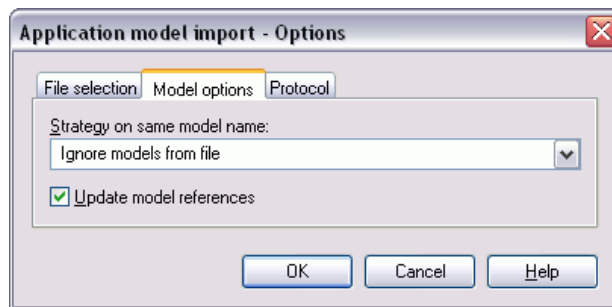 Application model import - Options
File selection Model options Protocol
Strategy on same model name:
Ignore models from file
Update model references
OK Cancel Help